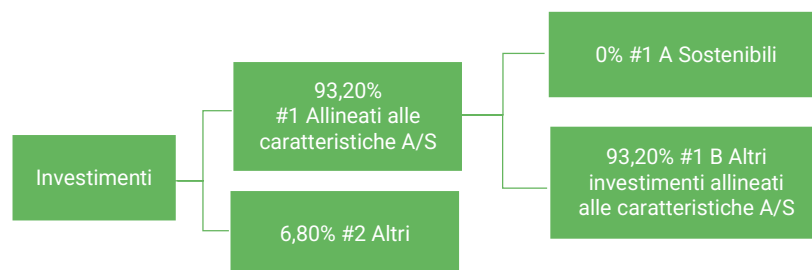 Investimenti
93,20%
#1 Allineati alle
caratteristiche A/S
6,80% #2 Altri
0% #1 A Sostenibili
93,20% #1 B Altri
investimenti allineati
alle caratteristiche A/S